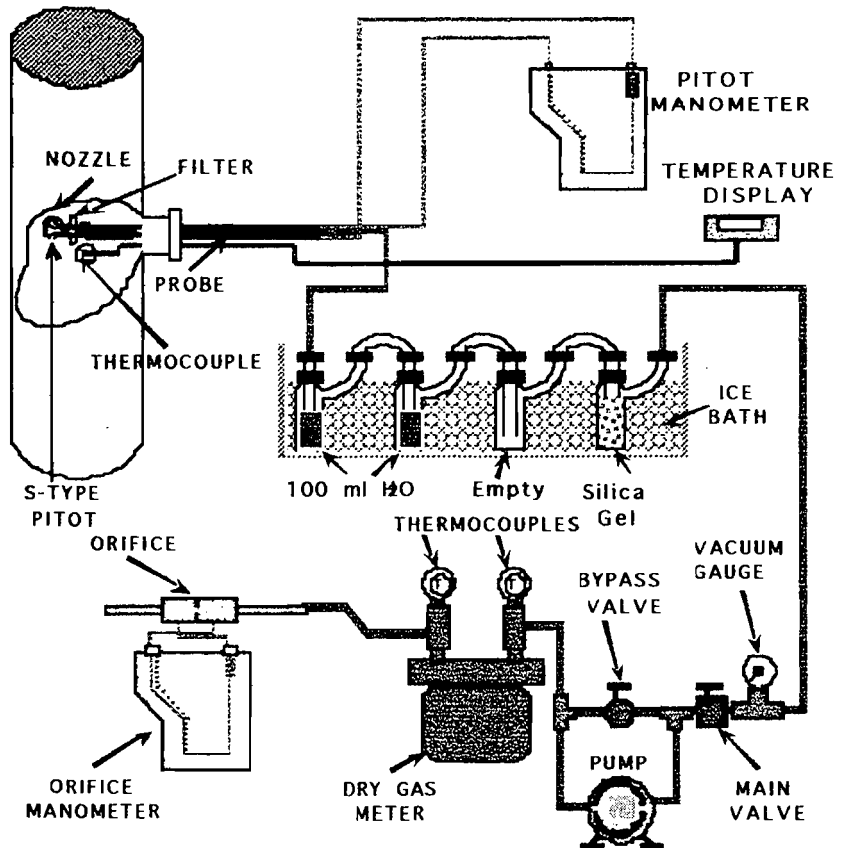 PITOT
MANOMETER
NOZZLE
FILTER
TEMPERATURE
DISPLAY
PROBE
THERMOCOUPLE
ICE
BATH
100 ml H2O
Empty
Silica
Gel
S-TYPE
PITOT
THERMOCOUPLES
ORIFICE
VACUUM
GAUGE
BYPASS
VALVE
T
T
PUMP
ORIFICE
MANOMETER
DRY GAS
METER
MAIN
VALVE